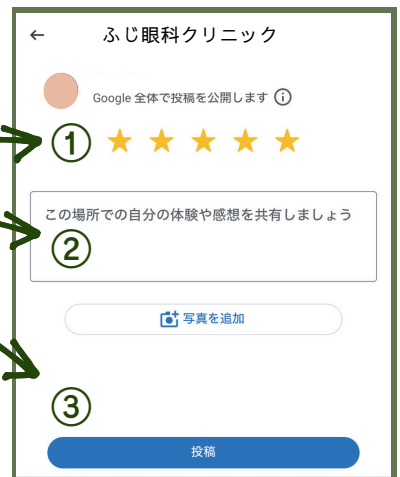 ふじ眼科クリニック
Google 全体で投稿を公開します
①
この場所での自分の体験や感想を共有しましょう
②
写真を追加
③
投稿